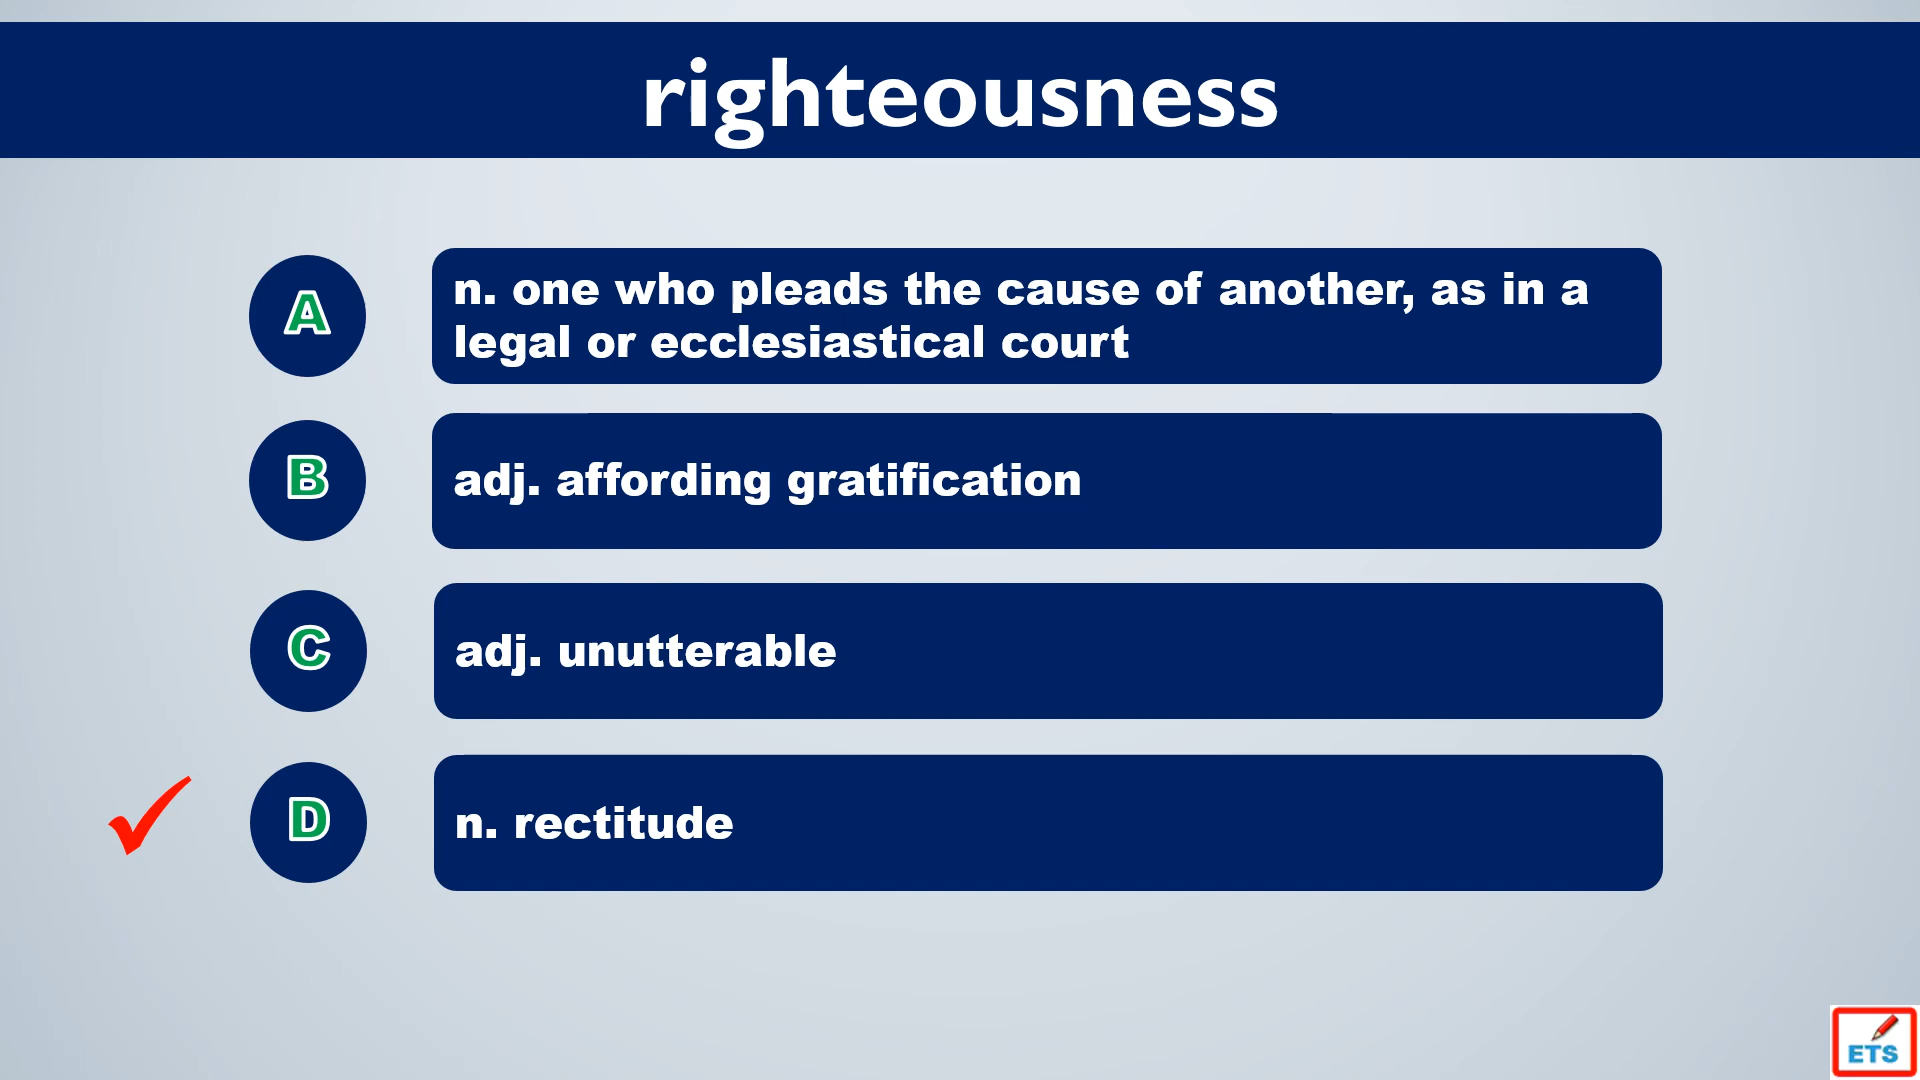 righteousness
A
n. one who pleads the cause of another, as in a
legal or ecclesiastical court
B
adj. affording gratification
C
adj. unutterable
D
n. rectitude
ETS